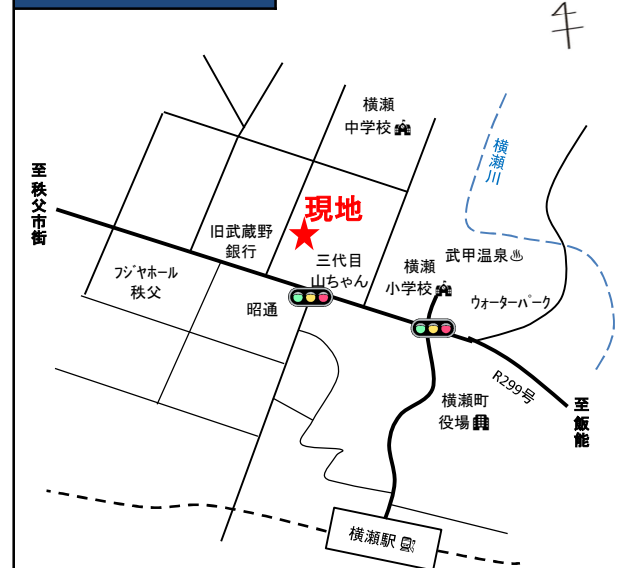 横瀬
中学校
至秩父市街
横瀬川
現地
旧武蔵野
銀行
三代目
山ちゃん
武甲温泉♨
横瀬
小学校
フジヤホール
秩父
昭通
ウォーターパーク
R299号
横瀬町
役場
至飯能
横瀬駅